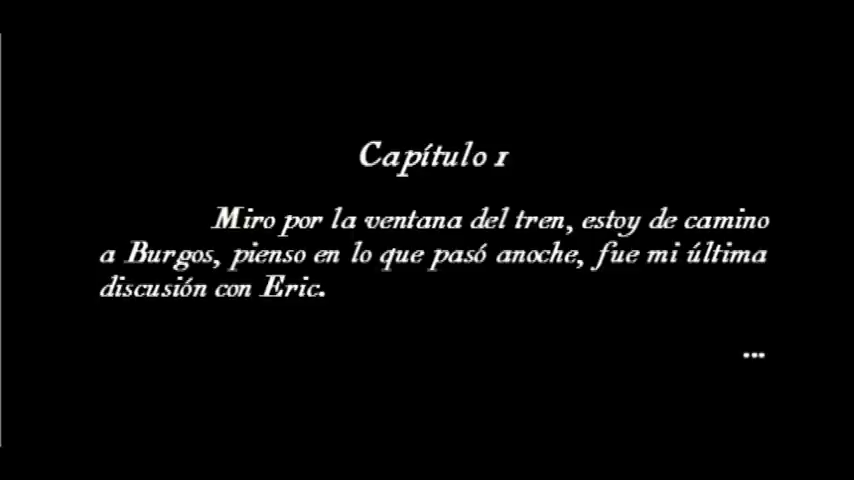 Capítulo 1
Miro por la ventana del tren, estoy de camino
a Burgos, pienso en lo que pasó anoche, fue mi última
discusión con Eric.
...